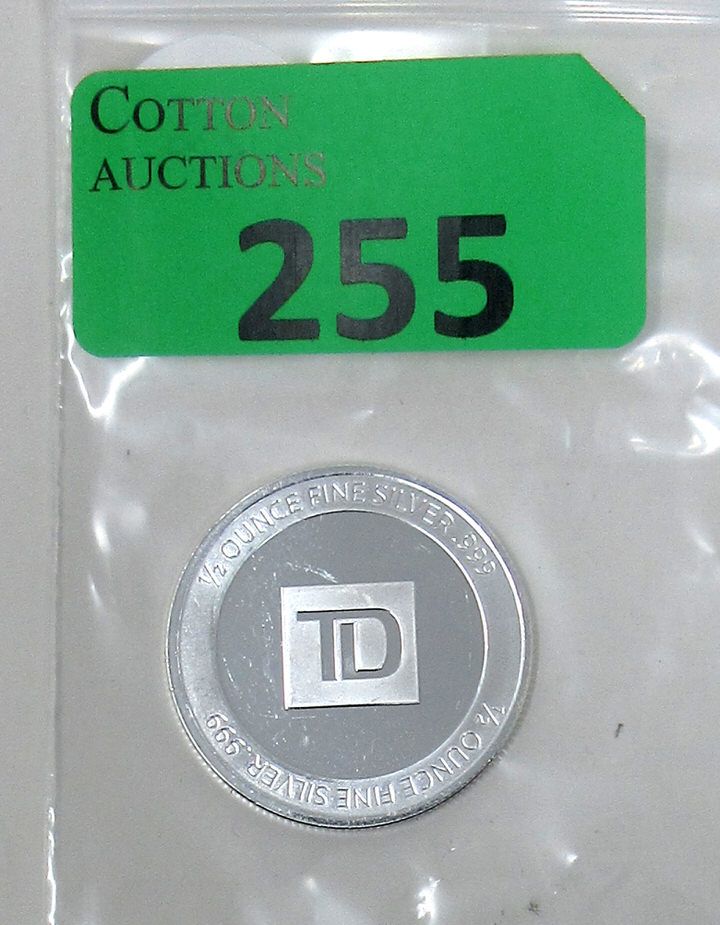 COTTON
AUCTIONS
255
½ OUNCE FINE SILVER .999
TD
½ OUNCE FINE SILVER .999